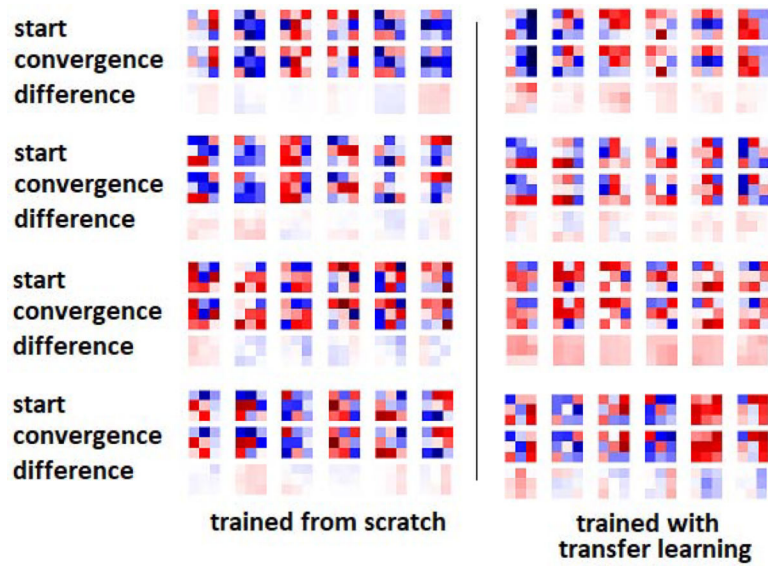 start
convergence
difference
start
convergence
difference
start
convergence
difference
start
convergence
difference
trained from scratch
trained with
transfer learning